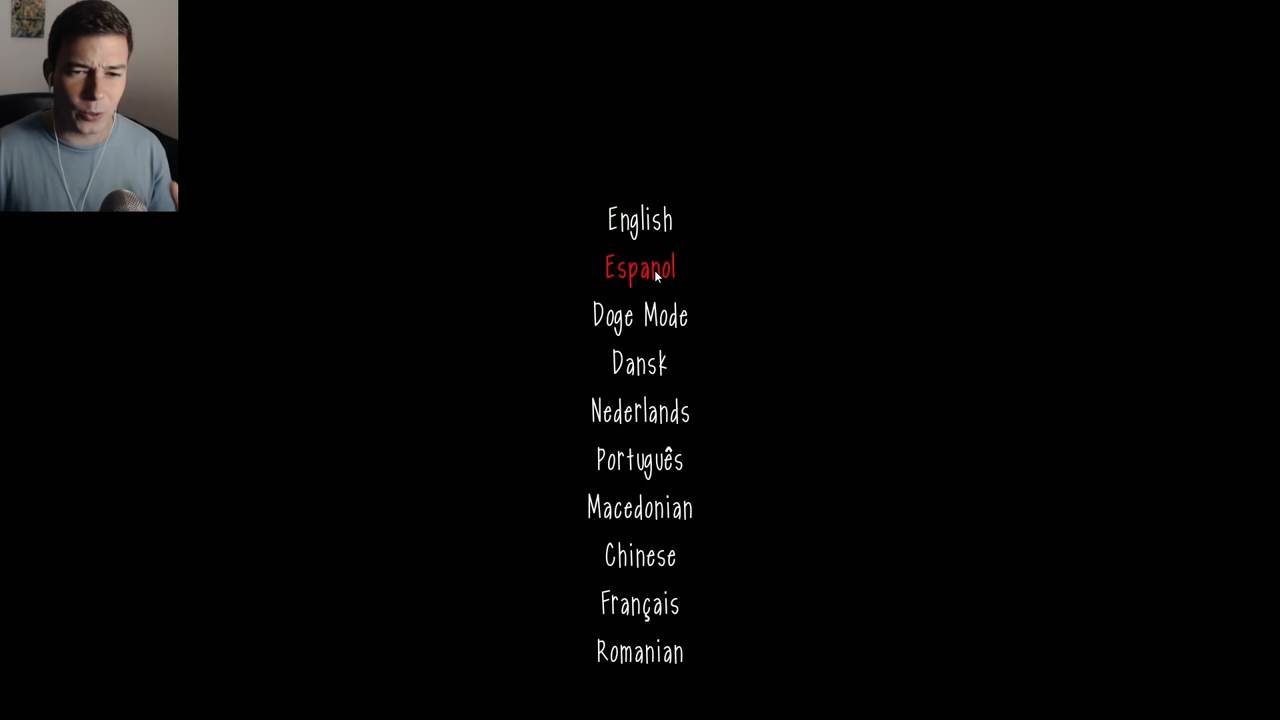 English
Espanol
Doge Mode
Dansk
Nederlands
Português
Macedonian
Chinese
Français
Romanian